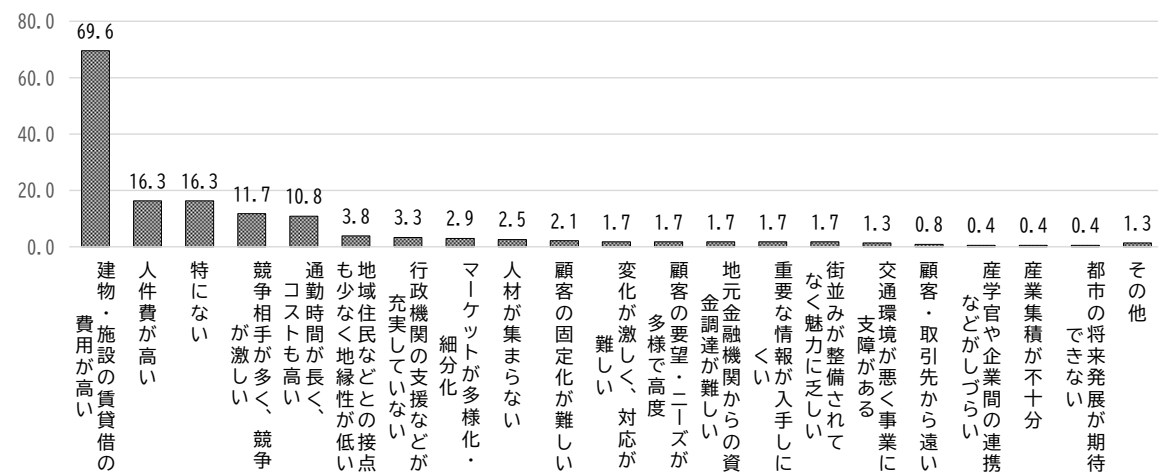 80.0
60.0
40.0
20.0
0.0
69.6
16.3
16.3
11.7
10.8
3.8
3.3
2.9
2.5
2.1
1.7
1.7
1.7
1.7
1.7
1.3
0.8
0.4
0.4
0.4
1.3
建物・施設の賃貸借の
費用が高い
人件費が高い
特にない
競争相手が多く、競争
が激しい
通勤時間が長く、
コストも高い
地域住民などとの接点
も少なく地縁性が低い
行政機関の支援などが
充実していない
マーケットが多様化・
細分化
人材が集まらない
顧客の固定化が難しい
変化が激しく、対応が
難しい
顧客の要望・ニーズが
多様で高度
地元金融機関からの資
金調達が難しい
重要な情報が入手しに
くい
街並みが整備されて
なく魅力に乏しい
交通環境が悪く事業に
支障がある
顧客・取引先から遠い
産学官や企業間の連携
などがしづらい
産業集積が不十分
都市の将来発展が期待
できない
その他